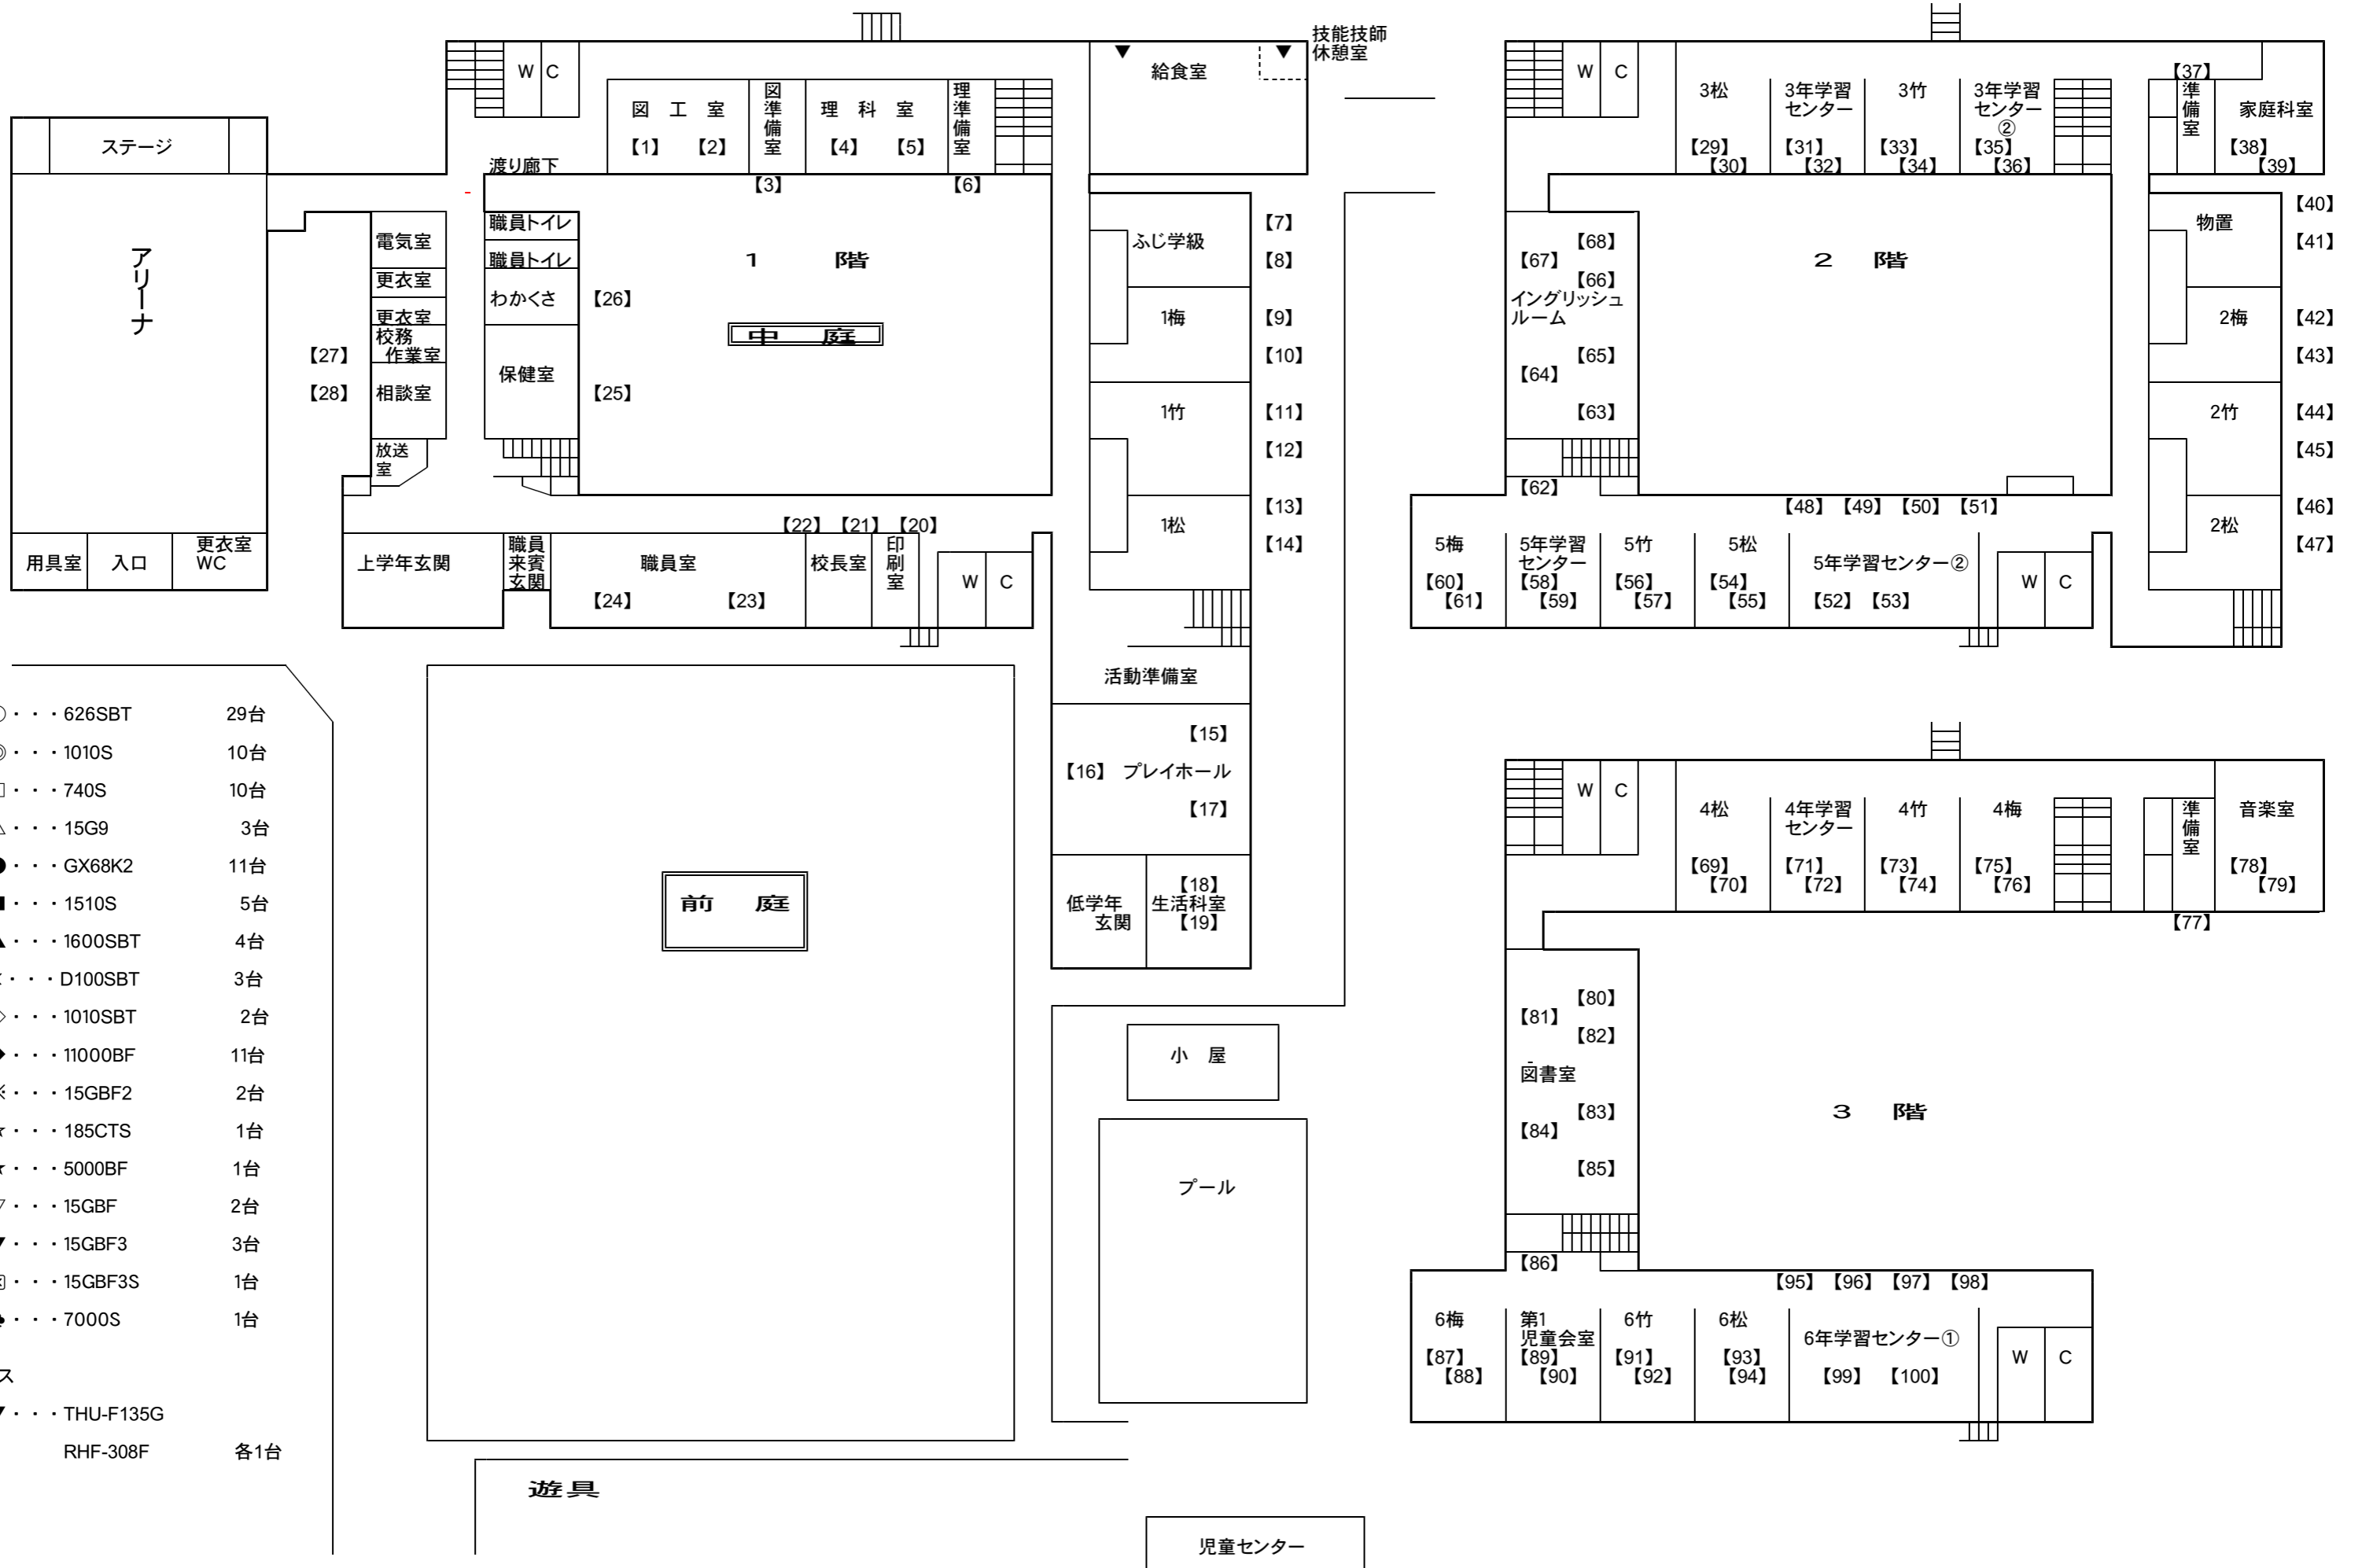 技能技師
休憩室
▼
▼
給食室
W C
図 工 室
【1】 【2】
図準備室
【3】
理 科 室
【4】 【5】
理準備室
【6】
渡り廊下
-
ステージ
アリーナ
用具室
入口
更衣室
WC
電気室
更衣室
更衣室
校務
作業室
相談室
放送
室
【27】
【28】
職員トイレ
職員トイレ
わかくさ
保健室
【26】
【25】
1 階
中 庭
ふじ学級
【7】
【8】
1梅
【9】
【10】
1竹
【11】
【12】
1松
【13】
【14】
【22】 【21】 【20】
上学年玄関
職員
来賓
玄関
職員室
【24】 【23】
校長室
印刷室
W C
活動準備室
【15】
【16】 プレイホール
【17】
低学年
玄関
【18】
生活科室
【19】
前 庭
小 屋
プール
遊具
児童センター
・・・626SBT 29台
・・・1010S 10台
・・・740S 10台
・・・15G9 3台
・・・GX68K2 11台
・・・1510S 5台
・・・1600SBT 4台
・・・D100SBT 3台
・・・1010SBT 2台
・・・11000BF 11台
・・・15GBF2 2台
・・・185CTS 1台
・・・5000BF 1台
・・・15GBF 2台
・・・15GBF3 3台
・・・15GBF3S 1台
・・・7000S 1台
ス
・・・THU-F135G
RHF-308F 各1台
W C
3松
【29】
【30】
3年学習
センター
【31】
【32】
3竹
【33】
【34】
3年学習
センター
②
【35】
【36】
【37】
準備室
家庭科室
【38】
【39】
物置
【40】
【41】
2梅
【42】
【43】
2竹
【44】
【45】
2松
【46】
【47】
2 階
【68】
【67】
【66】
イングリッシュ
ルーム
【65】
【64】
【63】
【62】
【48】 【49】 【50】 【51】
5梅
【60】
【61】
5年学習
センター
【58】
【59】
5竹
【56】
【57】
5松
【54】
【55】
5年学習センター②
【52】 【53】
W C
W C
4松
【69】
【70】
4年学習
センター
【71】
【72】
4竹
【73】
【74】
4梅
【75】
【76】
準備室
【77】
音楽室
【78】
【79】
3 階
【80】
【81】
【82】
-
図書室
【83】
【84】
【85】
【86】
【95】 【96】 【97】 【98】
6梅
【87】
【88】
第1
児童会室
【89】
【90】
6竹
【91】
【92】
6松
【93】
【94】
6年学習センター①
【99】 【100】
W C